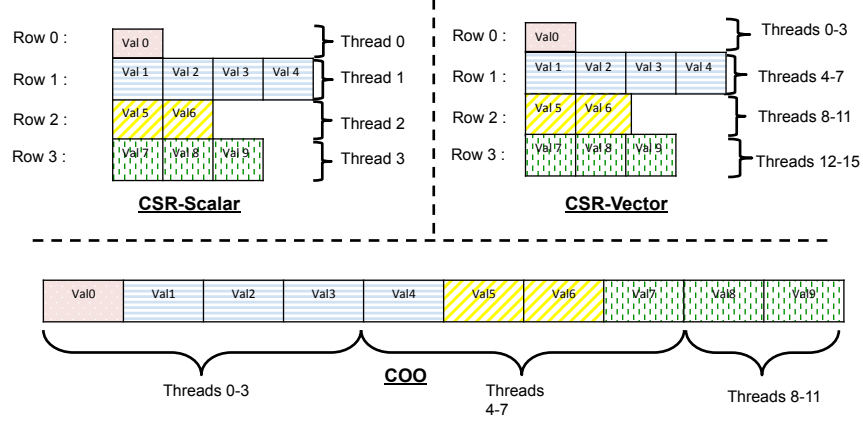 Row 0 :
Val 0
Thread 0
Row 1 :
Val 1 Val 2 Val 3 Val 4
Thread 1
Row 2 :
Val 5 Val6
Thread 2
Row 3 :
Val 7 Val 8 Val 9
Thread 3
CSR-Scalar
Row 0 :
Val0
Threads 0-3
Row 1 :
Val 1 Val 2 Val 3 Val 4
Threads 4-7
Row 2 :
Val 5 Val 6
Threads 8-11
Row 3 :
Val 7 Val 8 Val 9
Threads 12-15
CSR-Vector
Val0 Val1 Val2 Val3 Val4 Val5 Val6 Val7 Val8 Val9
Threads 0-3
COO
Threads
4-7
Threads 8-11